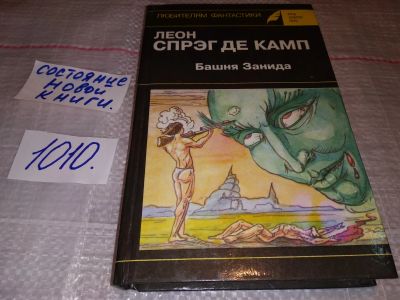 ЛЮБИТЕЛЯМ ФАНТАСТИКИ
ЛЕОН
СПРЭГ ДЕ КАМП
Башня Занида
состояние
новой
книги.
1010.